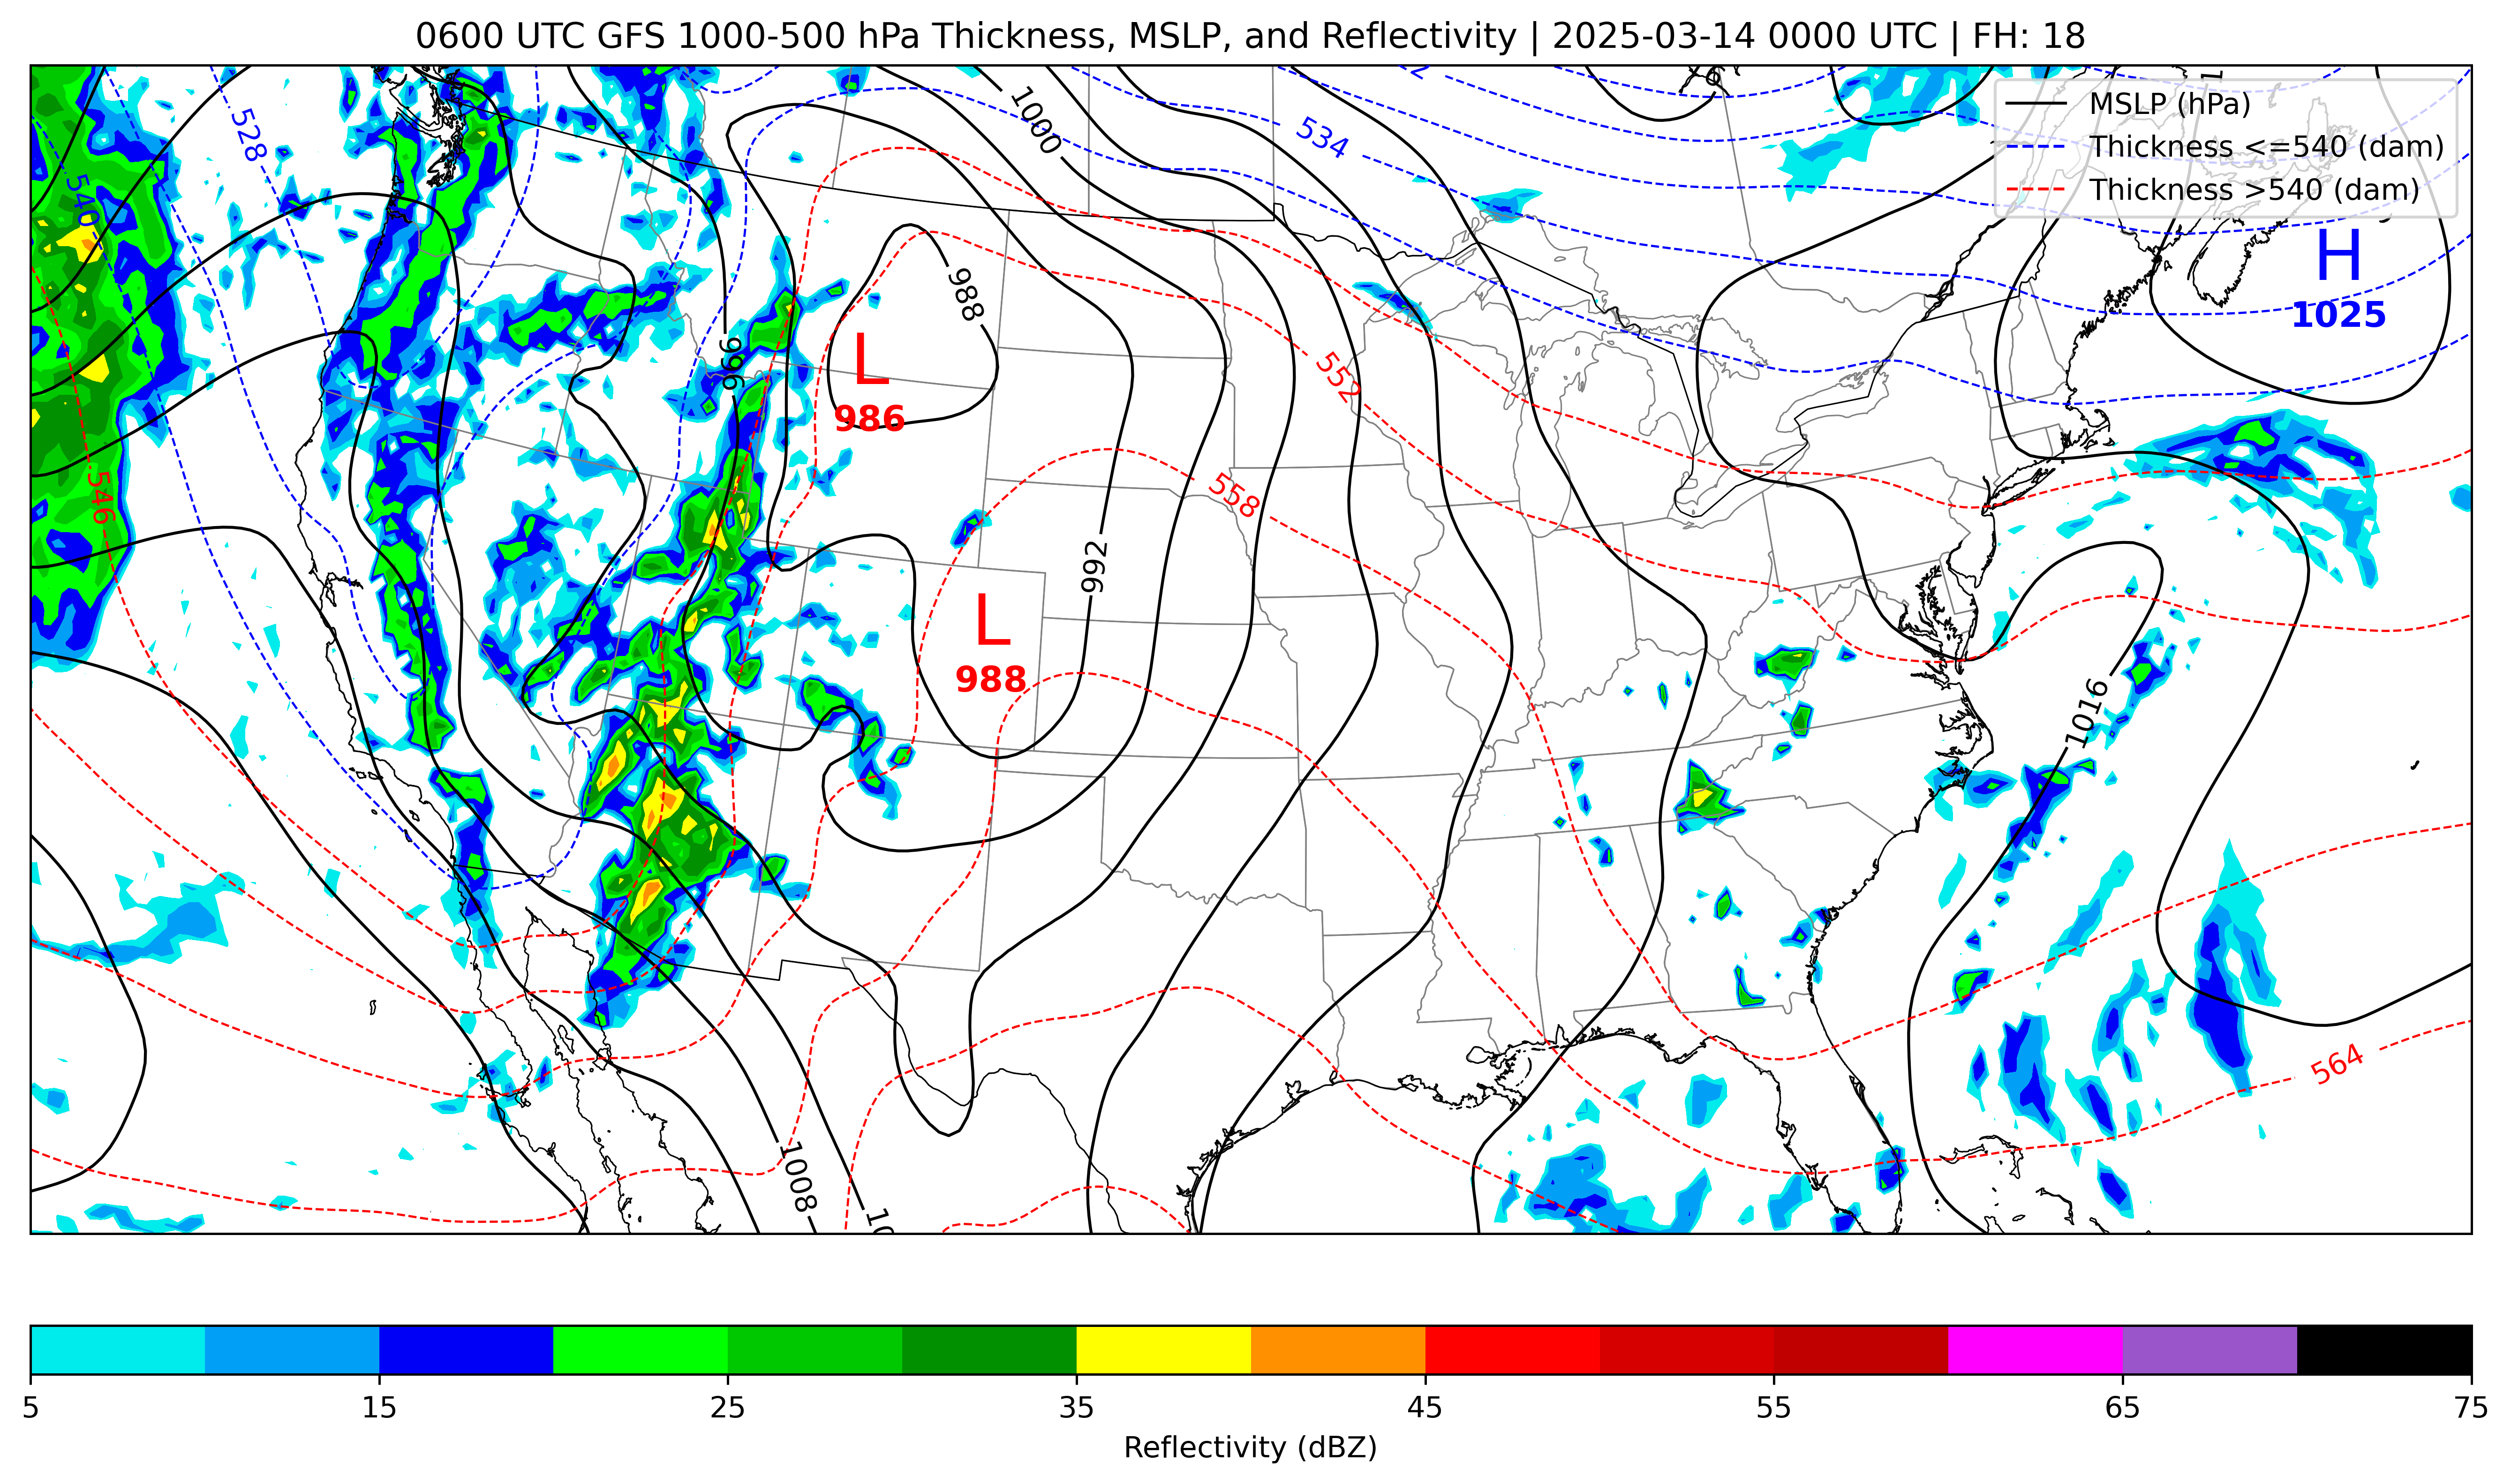 0600 UTC GFS 1000-500 hPa Thickness, MSLP, and Reflectivity | 2025-03-14 0000 UTC | FH: 18
MSLP (hPa)
Thickness <=540 (dam)
Thickness >540 (dam)
1000
528
534
540
H
1025
988
L
986
996
552
546
558
992
L
988
1016
564
1008
10
5 15 25 35 45 55 65 75
Reflectivity (dBZ)